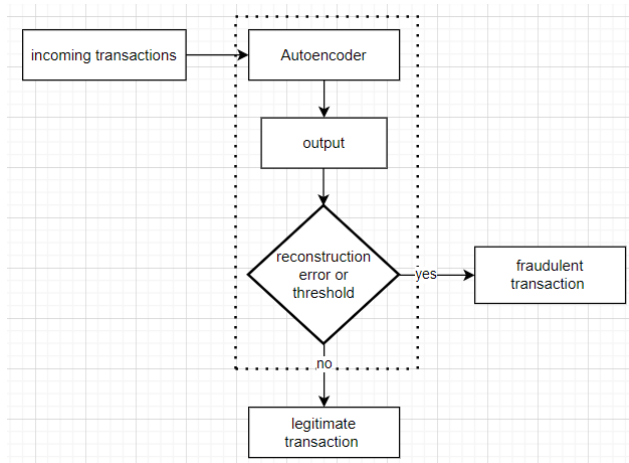 incoming transactions
Autoencoder
output
reconstruction
error or
threshold
yes
fraudulent
transaction
no
legitimate
transaction